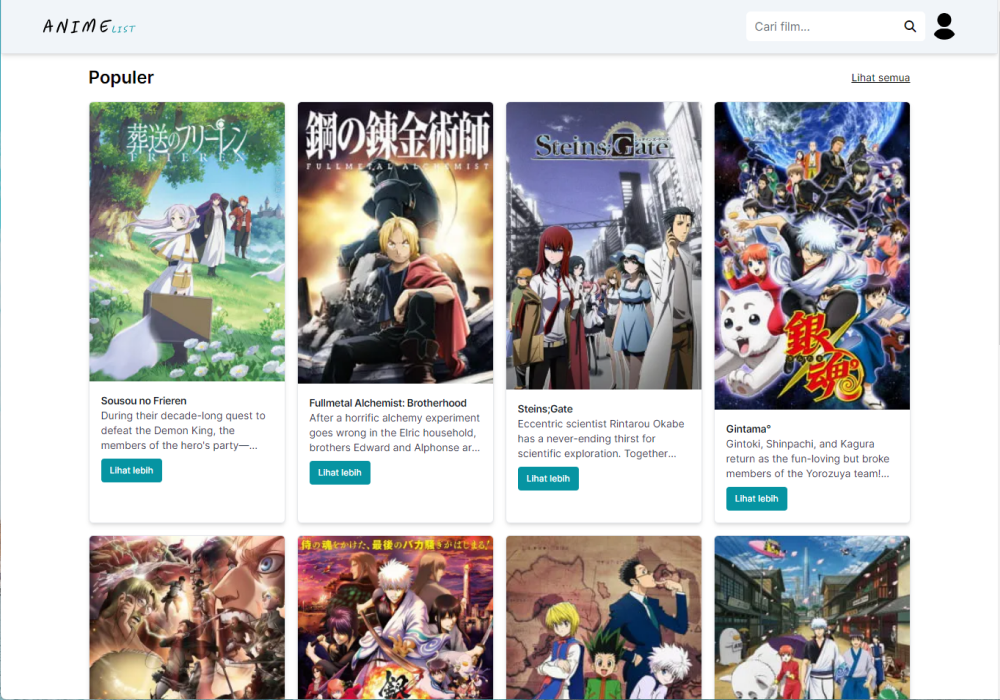 ANIMELIST
Cari film...
Populer
Lihat semua
葬送のフリーレン
FRIEREN
鋼の錬金術師
FULLMETAL ALCHEMIST
Steins;Gate
銀魂
Sousou no Frieren
During their decade-long quest to
defeat the Demon King, the
members of the hero's party—...
Lihat lebih
Fullmetal Alchemist: Brotherhood
After a horrific alchemy experiment
goes wrong in the Elric household,
brothers Edward and Alphonse ar...
Lihat lebih
Steins;Gate
Eccentric scientist Rintarou Okabe
has a never-ending thirst for
scientific exploration. Together...
Lihat lebih
Gintama°
Gintoki, Shinpachi, and Kagura
return as the fun-loving but broke
members of the Yorozuya team!...
Lihat lebih
侍の魂をかけた、最後のバカ騒ぎがはじまる!
銀